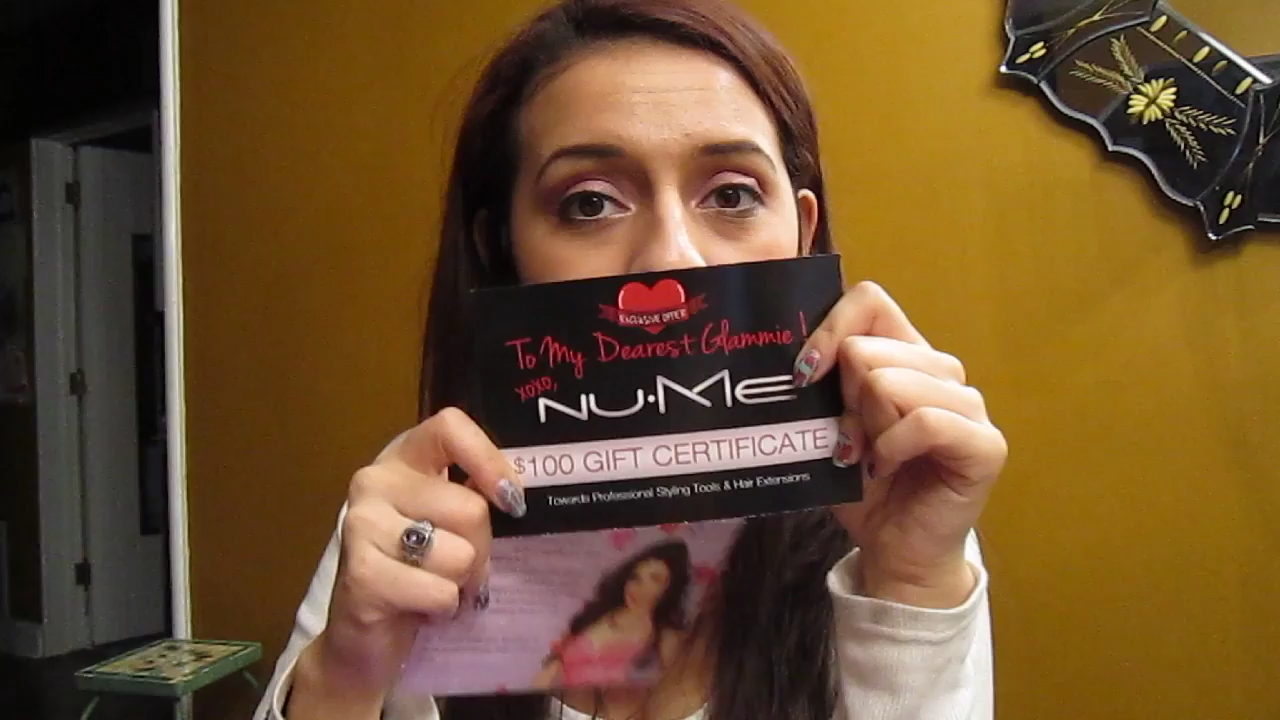 EXCLUSIVE OFFER
To My Dearest Glammie!
xoxo,
NU·ME
$100 GIFT CERTIFICATE
Towards Professional Styling Tools & Hair Extensions